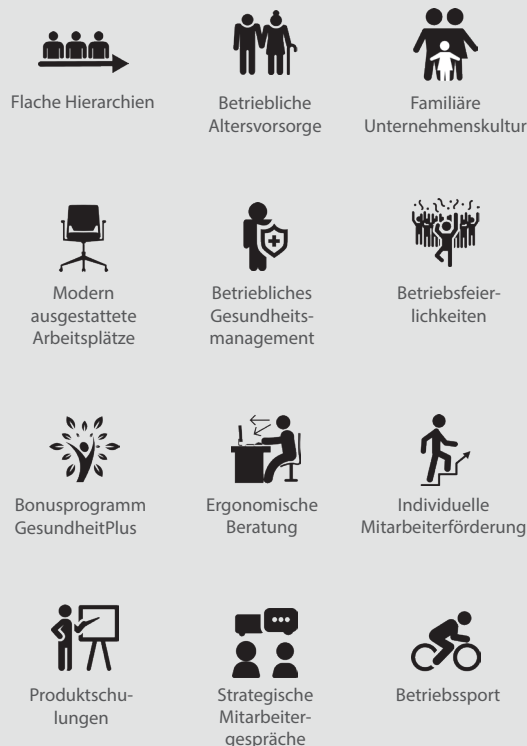 Flache Hierarchien
Betriebliche
Altersvorsorge
Familiäre
Unternehmenskultur
Modern
ausgestattete
Arbeitsplätze
Betriebliches
Gesundheits-
management
Betriebsfeier-
lichkeiten
Bonusprogramm
GesundheitPlus
Ergonomische
Beratung
Individuelle
Mitarbeiterförderung
Produktschu-
lungen
Strategische
Mitarbeiter-
gespräche
Betriebssport